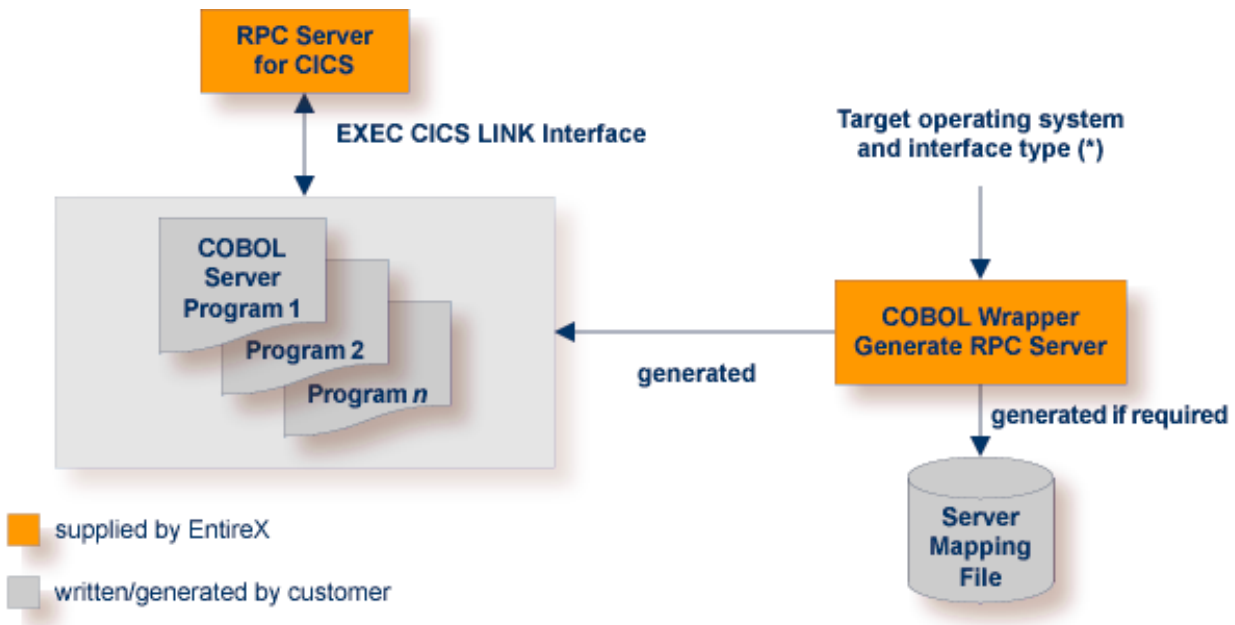 RPC Server
for CICS
EXEC CICS LINK Interface
Target operating system
and interface type (*)
COBOL
Server
Program 1
Program 2
Program n
generated
COBOL Wrapper
Generate RPC Server
generated if required
Server
Mapping
File
supplied by EntireX
written/generated by customer